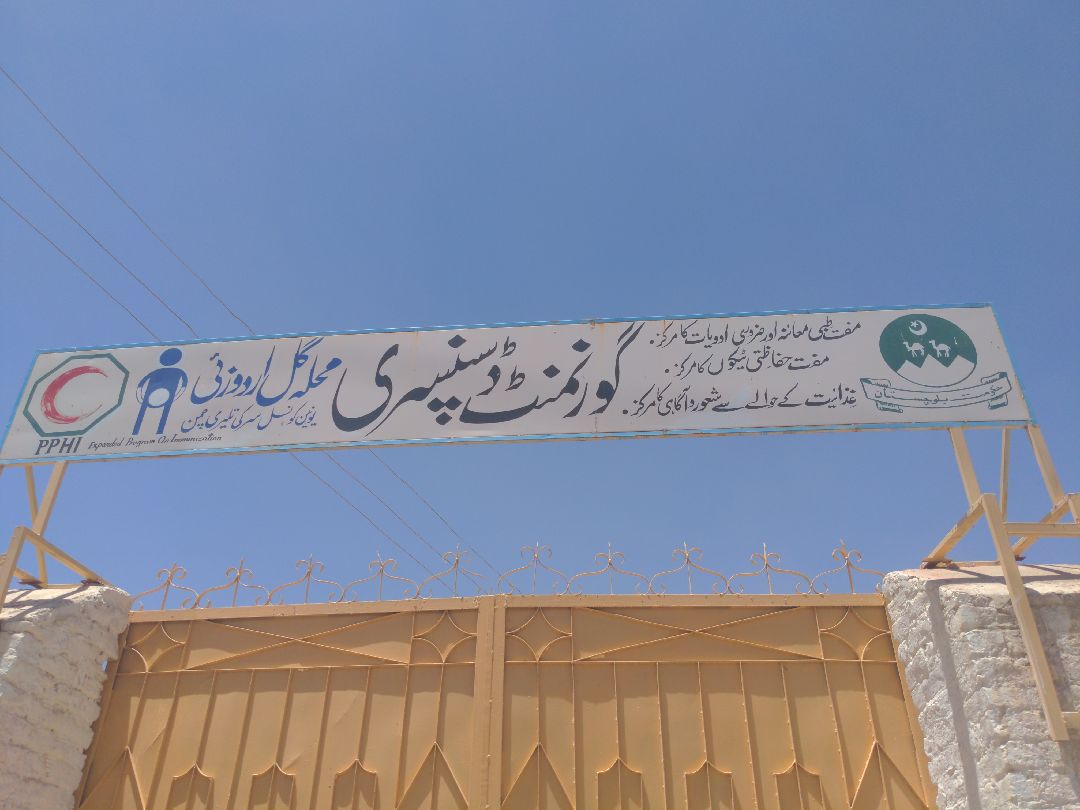 حکومت بلوچستان
مفت طبی معائنہ اور ضروری ادویات کا مرکز.
مفت حفاظتی ٹیکوں کا مرکز.
غذائیت کے حوالے سے شعور و آگاہی کا مرکز.
گورنمنٹ ڈسپنسری
محلہ گل اردوزئی
یونین کونسل سرکی تلیری چمن
PPHI
Expanded Program On Immunization